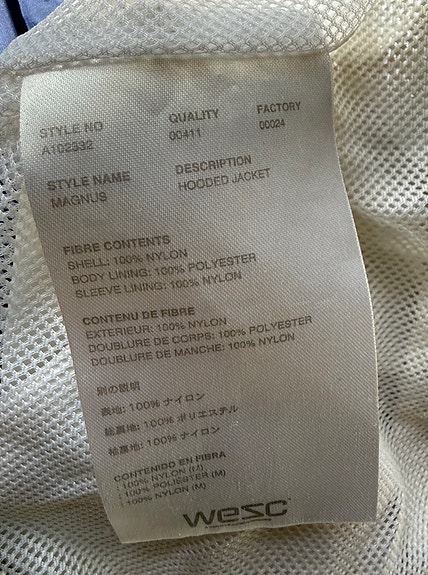 STYLE NO QUALITY FACTORY
A102332 00411 00024
STYLE NAME DESCRIPTION
MAGNUS HOODED JACKET
FIBRE CONTENTS
SHELL: 100% NYLON
BODY LINING: 100% POLYESTER
SLEEVE LINING: 100% NYLON
CONTENU DE FIBRE
EXTERIEUR: 100% NYLON
DOUBLURE DE CORPS: 100% POLYESTER
DOUBLURE DE MANCHE: 100% NYLON
別の説明
表地: 100% ナイロン
総裏地: 100% ポリエステル
袖裏地: 100% ナイロン
CONTENIDO EN FIBRA
: 100% NYLON (M)
: 100% POLIESTER (M)
: 100% NYLON (M)
wesc